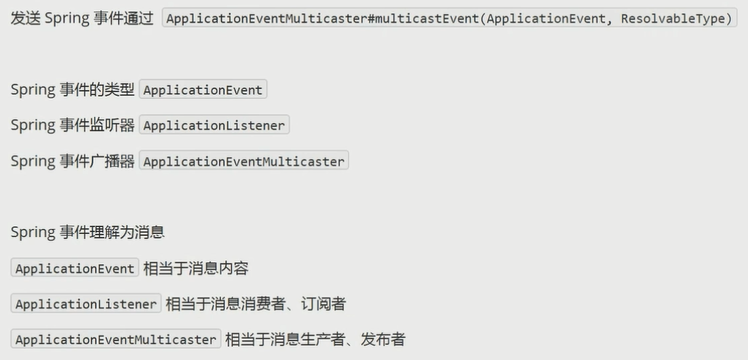 发送 Spring 事件通过 ApplicationEventMulticaster#multicastEvent(ApplicationEvent, ResolvableType)
Spring 事件的类型 ApplicationEvent
Spring 事件监听器 ApplicationListener
Spring 事件广播器 ApplicationEventMulticaster
Spring 事件理解为消息
ApplicationEvent 相当于消息内容
ApplicationListener 相当于消息消费者、订阅者
ApplicationEventMulticaster 相当于消息生产者、发布者